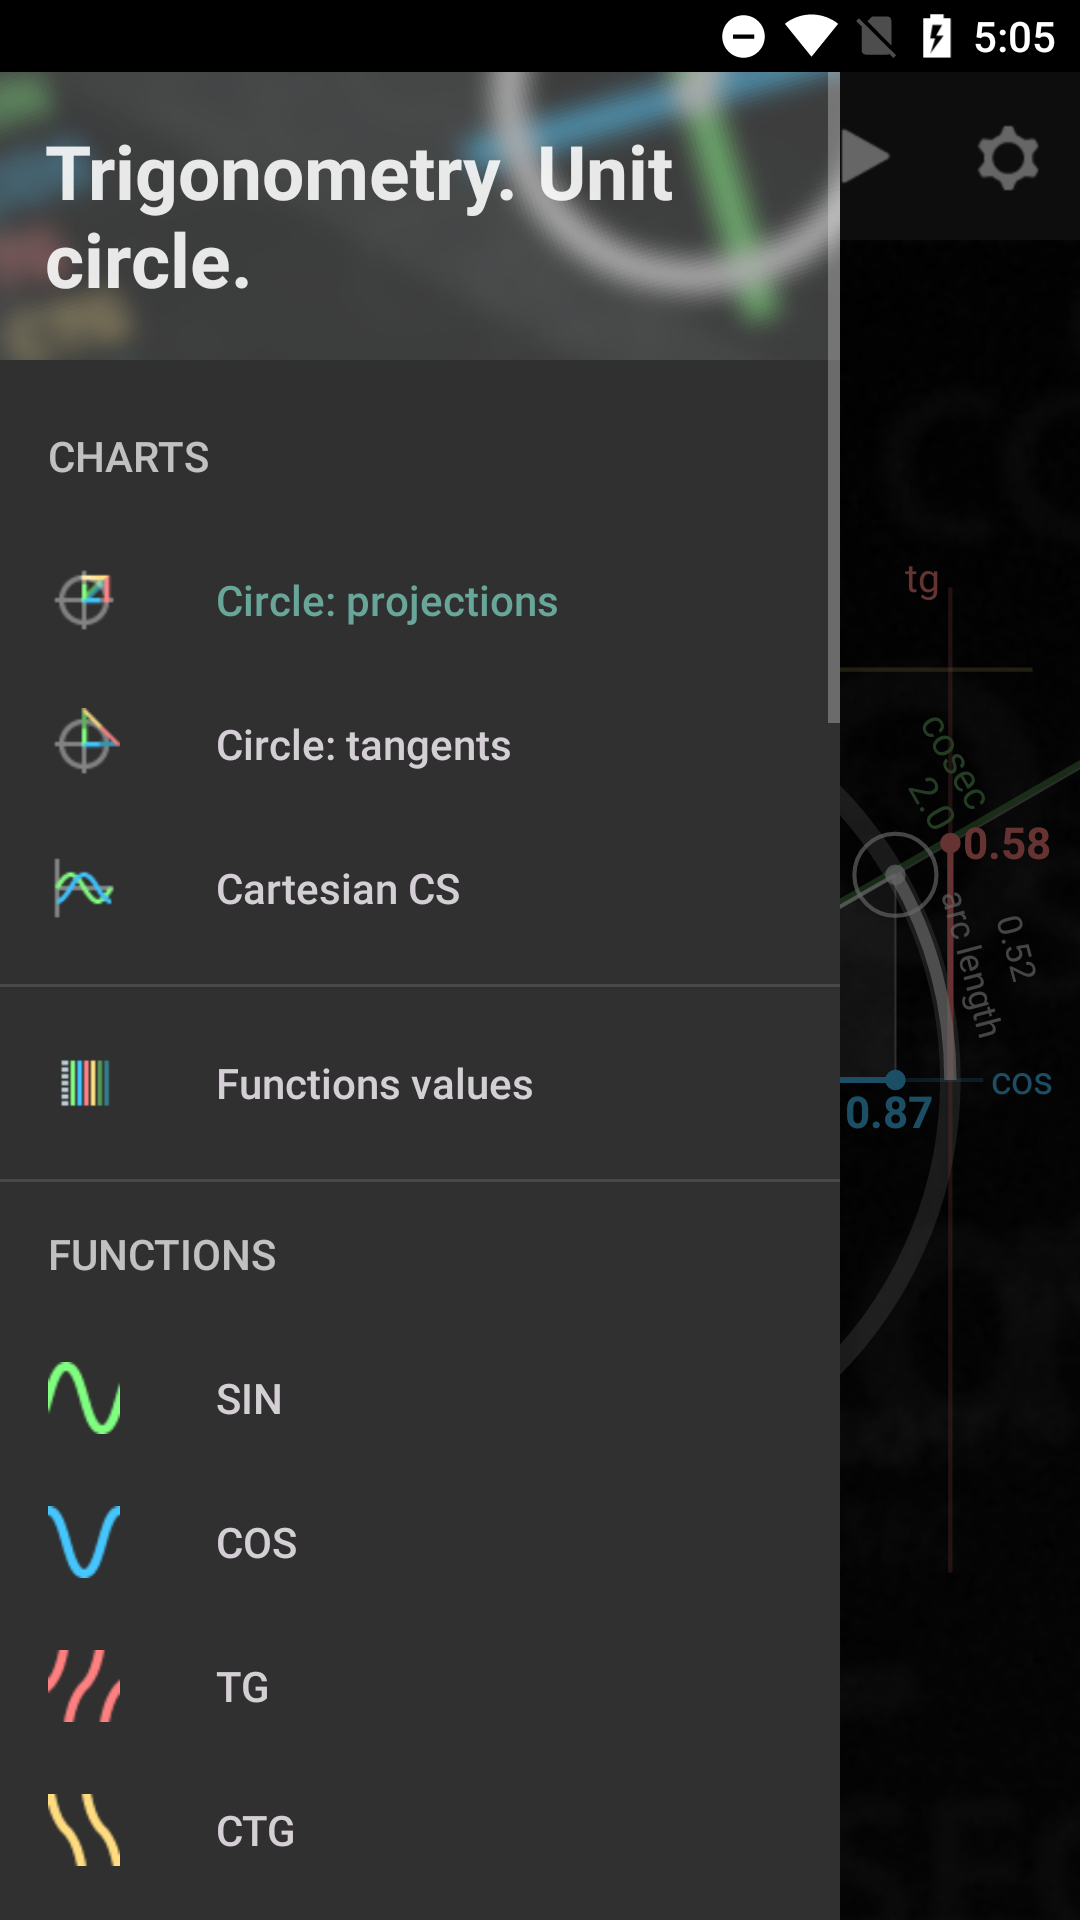 5:05
Trigonometry. Unit
circle.
CHARTS
Circle: projections
Circle: tangents
Cartesian CS
Functions values
FUNCTIONS
SIN
COS
TG
CTG
tg
cosec
2.0
0.58
arc length
0.52
cos
0.87